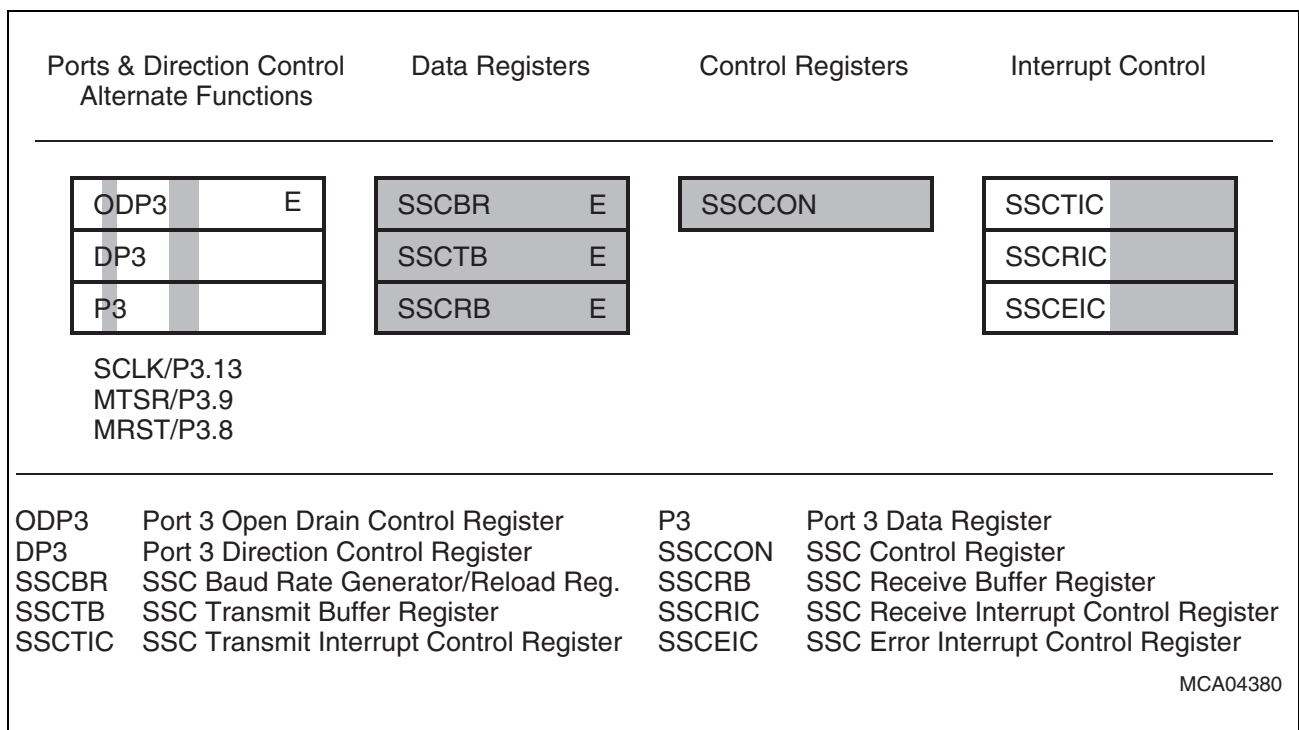 Ports & Direction Control Alternate Functions
Data Registers
Control Registers
Interrupt Control
ODP3 E
DP3
P3
SSCBR E
SSCTB E
SSCRB E
SSCCON
SSCTIC
SSCRIC
SSCEIC
SCLK/P3.13
MTSR/P3.9
MRST/P3.8
ODP3 Port 3 Open Drain Control Register
DP3 Port 3 Direction Control Register
SSCBR SSC Baud Rate Generator/Reload Reg.
SSCTB SSC Transmit Buffer Register
SSCTIC SSC Transmit Interrupt Control Register
P3 Port 3 Data Register
SSCCON SSC Control Register
SSCRB SSC Receive Buffer Register
SSCRIC SSC Receive Interrupt Control Register
SSCEIC SSC Error Interrupt Control Register
MCA04380